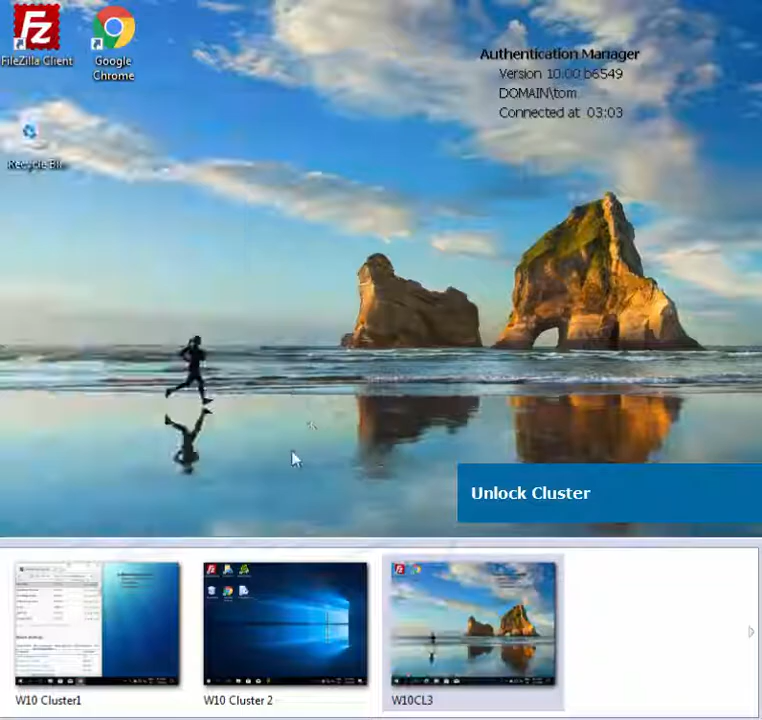 FileZilla Client
Google
Chrome
Authentication Manager
Version 10.00 b6549
DOMAIN\tom
Connected at 03:03
Recycle Bin
Unlock Cluster
W10 Cluster1
W10 Cluster 2
W10CL3